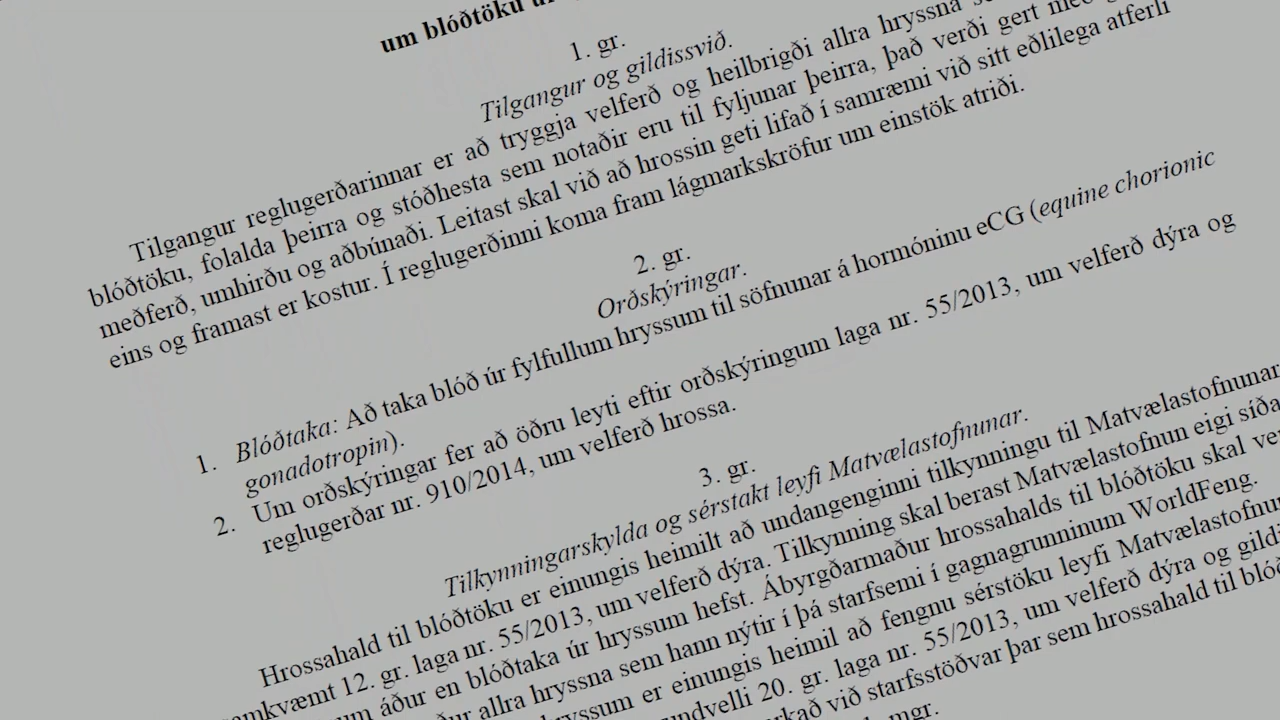 um blóðtöku úr
1. gr.
Tilgangur og gildissvið.
Tilgangur reglugerðarinnar er að tryggja velferð og heilbrigði allra hryssna
blóðtöku, folalda þeirra og stóðhesta sem notaðir eru til fyljunar þeirra, það verði gert með
meðferð, umhirðu og aðbúnaði. Leitast skal við að hrossin geti lifað í samræmi við sitt eðlilega atferli
eins og framast er kostur. Í reglugerðinni koma fram lágmarkskröfur um einstök atriði.
2. gr.
Orðskýringar.
1. Blóðtaka: Að taka blóð úr fylfullum hryssum til söfnunar á hormóninu eCG (equine chorionic
gonadotropin).
2. Um orðskýringar fer að öðru leyti eftir orðskýringum laga nr. 55/2013, um velferð dýra og
reglugerðar nr. 910/2014, um velferð hrossa.
3. gr.
Tilkynningarskylda og sérstakt leyfi Matvælastofnunar.
Hrossahald til blóðtöku er einungis heimilt að undangenginni tilkynningu til Matvælastofnunar
12. gr. laga nr. 55/2013, um velferð dýra. Tilkynning skal berast Matvælastofnun eigi
áður en blóðtaka úr hryssum hefst. Ábyrgðarmaður hrossahalds til blóðtöku skal
allra hryssna sem hann nýtir í þá starfsemi í gagnagrunninum WorldFeng.
er einungis heimil að fengnu sérstöku leyfi
20. gr. laga nr. 55/2013, um velferð dýra og
við starfsstöðvar þar sem hrossahald til
mgr.